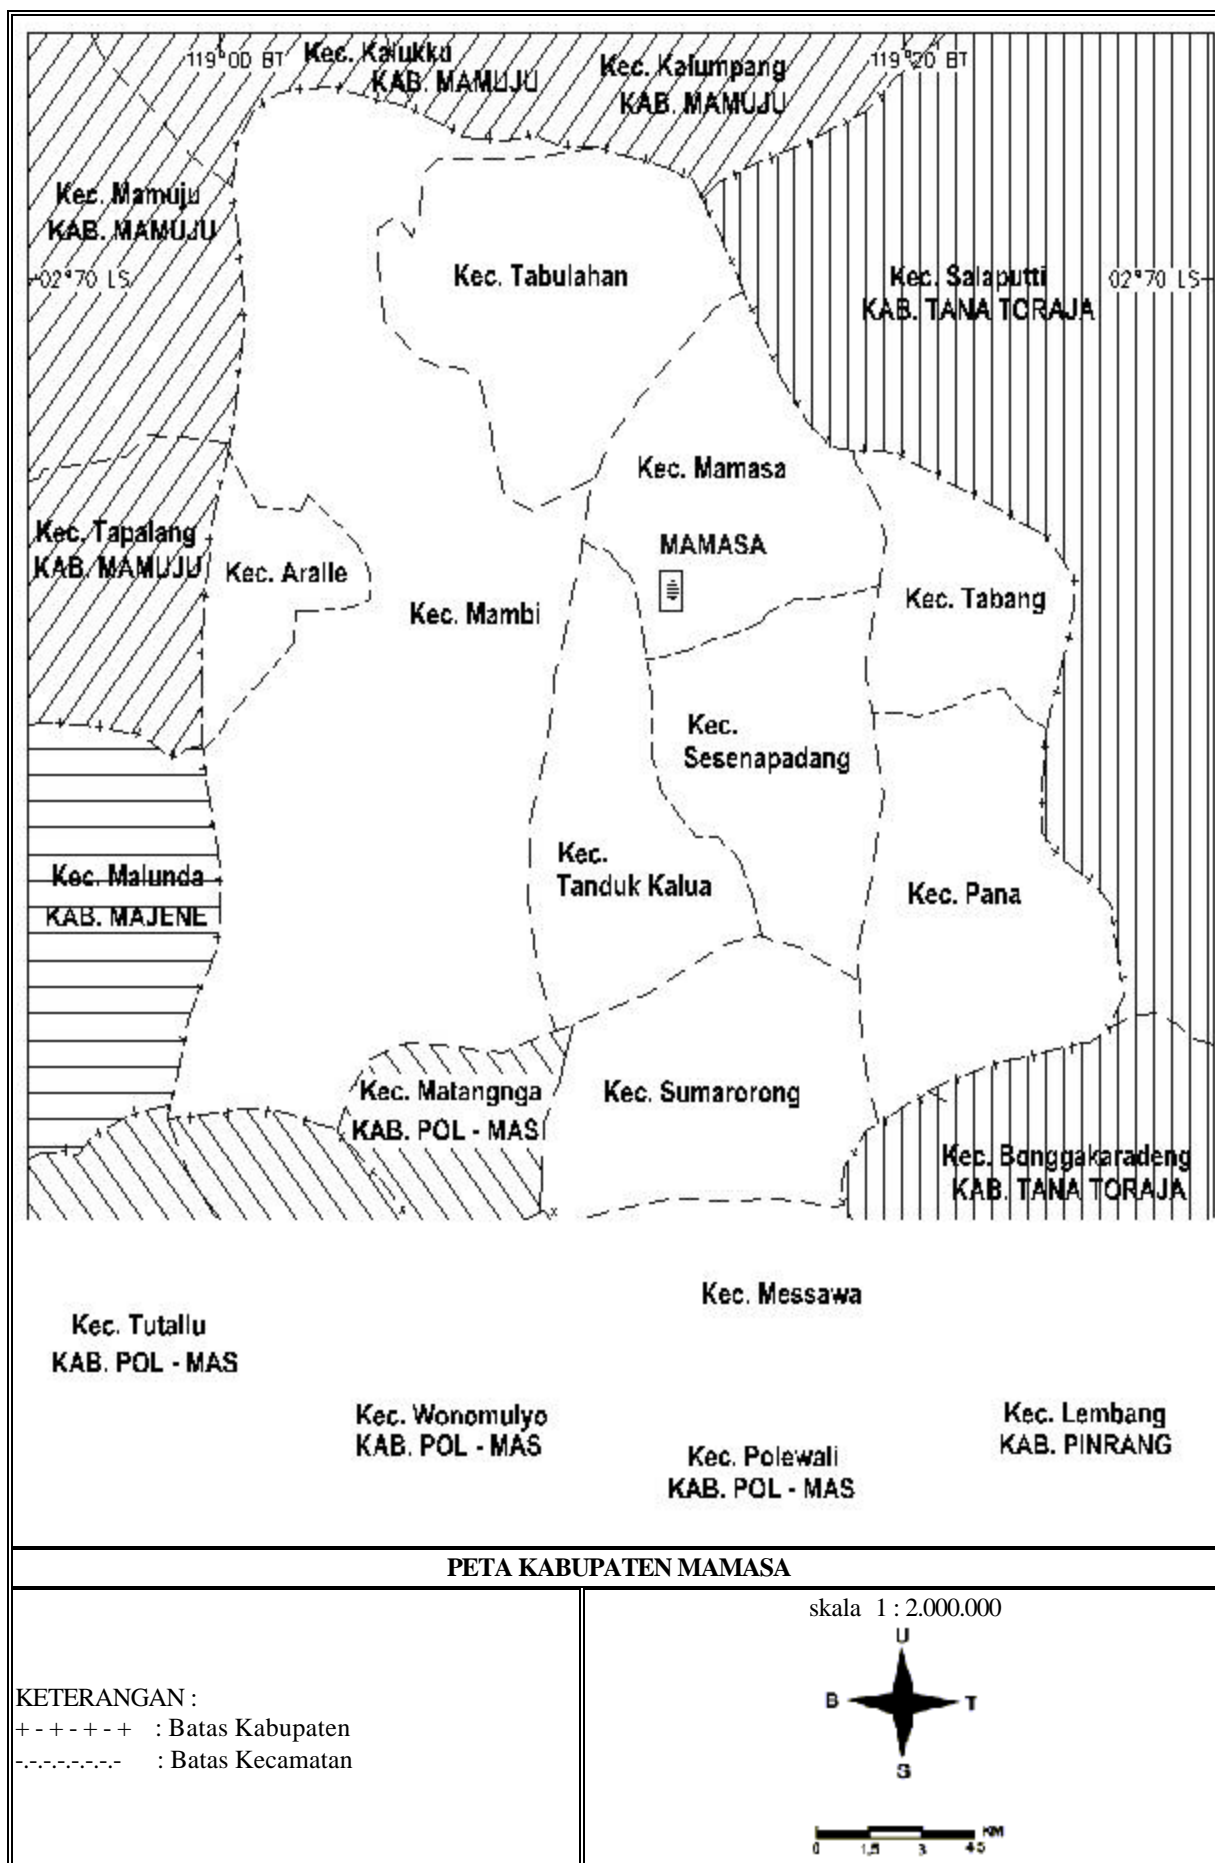 119°00 BT
Kec. Kalukku
KAB. MAMUJU
Kec. Kalumpang
KAB. MAMUJU
119°20 BT
Kec. Mamuju
KAB. MAMUJU
02°70 LS
Kec. Tabulahan
Kec. Salaputti
KAB. TANA TORAJA
02°70 LS
Kec. Mamasa
MAMASA
Kec. Tapalang
KAB. MAMUJU
Kec. Aralle
Kec. Mambi
Kec. Tabang
Kec.
Sesenapadang
Kec.
Tanduk Kalua
Kec. Malunda
KAB. MAJENE
Kec. Pana
Kec. Matangnga
KAB. POL - MAS
Kec. Sumarorong
Kec. Bonggakaradeng
KAB. TANA TORAJA
Kec. Messawa
Kec. Tutallu
KAB. POL - MAS
Kec. Wonomulyo
KAB. POL - MAS
Kec. Polewali
KAB. POL - MAS
Kec. Lembang
KAB. PINRANG
PETA KABUPATEN MAMASA
skala 1 : 2.000.000
U
B T
S
KETERANGAN :
+ - + - + - + : Batas Kabupaten
-.-.-.-.-.-.-.- : Batas Kecamatan
KM
0 1,5 3 45